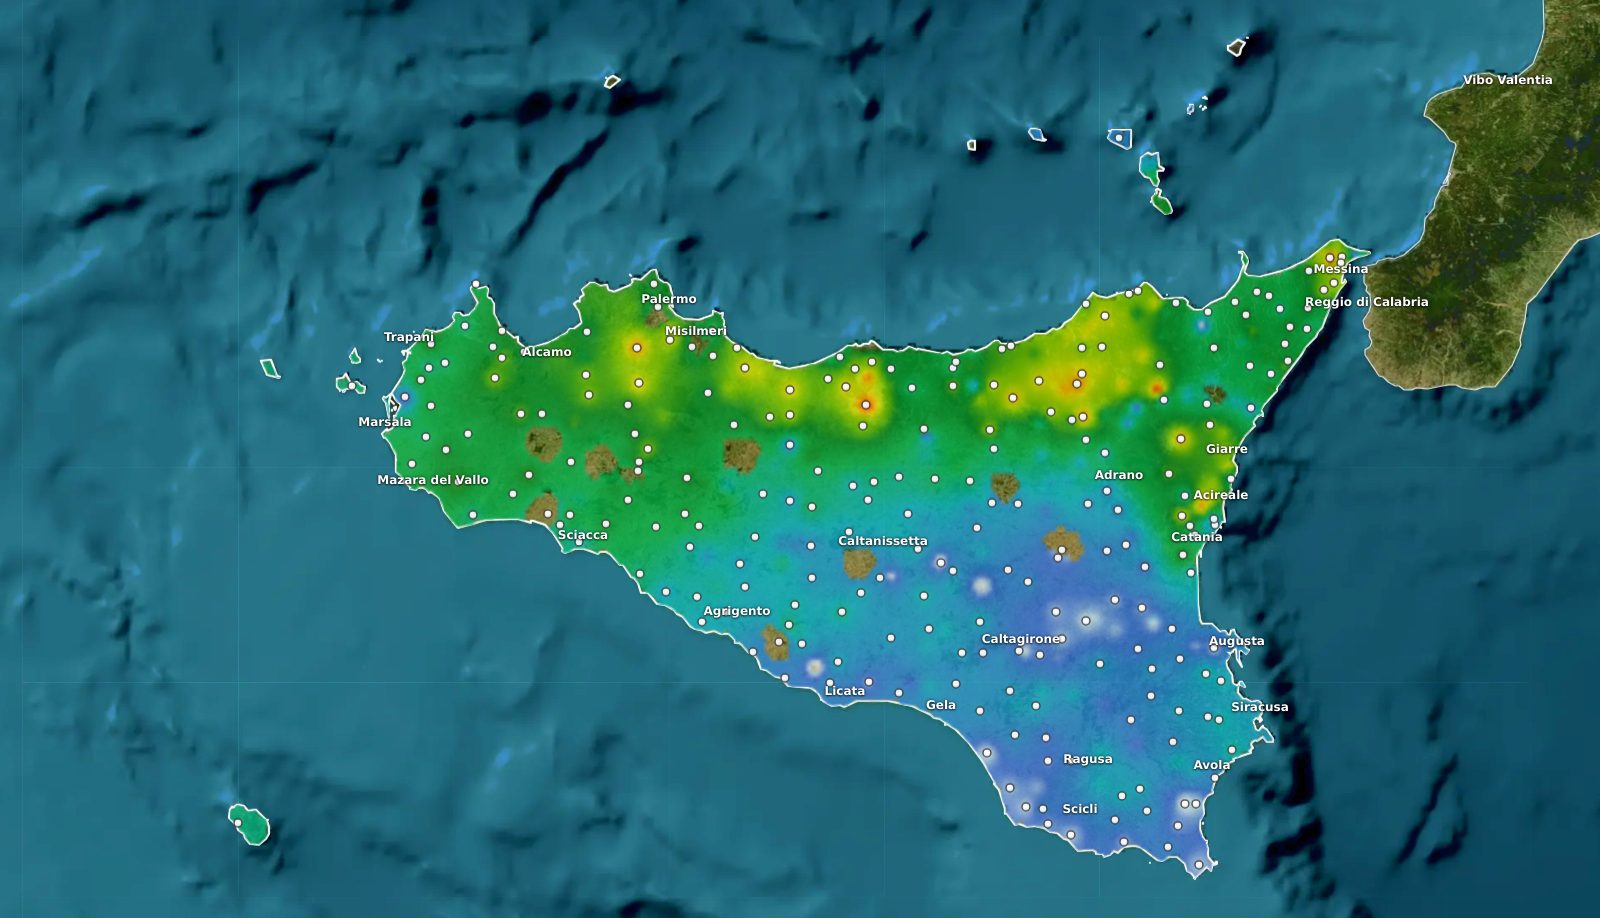 Vibo Valentia
Messina
Palermo
Reggio di Calabria
Misilmeri
Trapani
Alcamo
Marsala
Giarre
Adrano
Mazara del Vallo
Acireale
Sciacca
Catania
Caltanissetta
Agrigento
Caltagirone
Augusta
Licata
Gela
Siracusa
Ragusa
Avola
Scicli